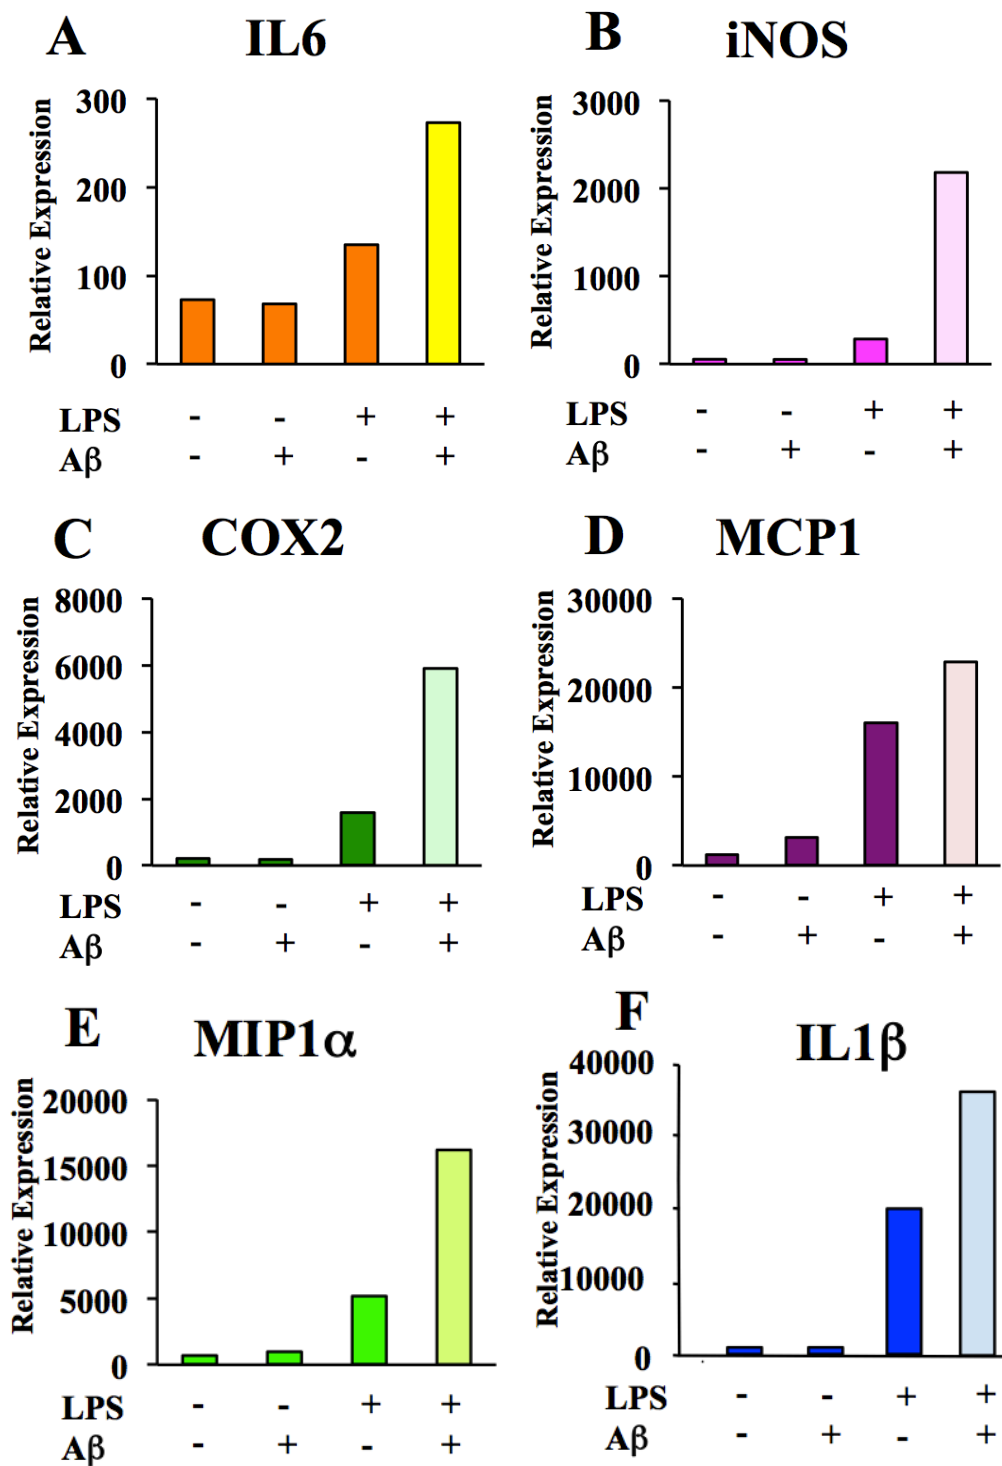 A IL6
Relative Expression
300
200
100
0
LPS - - + +
Aβ - + - +
B iNOS
Relative Expression
3000
2000
1000
0
LPS - - + +
Aβ - + - +
C COX2
Relative Expression
8000
6000
4000
2000
0
LPS - - + +
Aβ - + - +
D MCP1
Relative Expression
30000
20000
10000
0
LPS - - + +
Aβ - + - +
E MIP1α
Relative Expression
20000
15000
10000
5000
0
LPS - - + +
Aβ - + - +
F IL1β
Relative Expression
40000
30000
20000
10000
0
LPS - - + +
Aβ - + - +